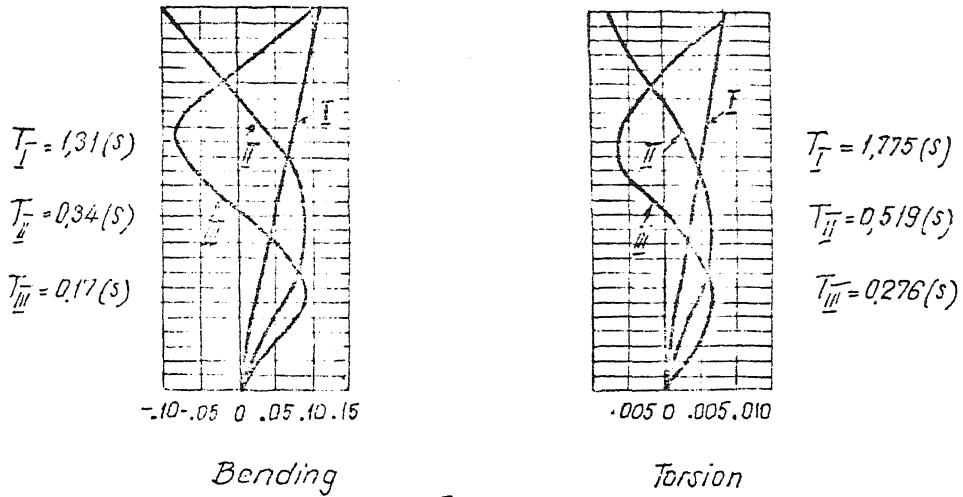 I
II
III
T_I = 1,31 (s)
T_II = 0,34 (s)
T_III = 0,17 (s)
-.10 -.05 0 .05 .10 .15
Bending
I
II
III
T_I = 1,775 (s)
T_II = 0,519 (s)
T_III = 0,276 (s)
.005 0 .005 .010
Torsion